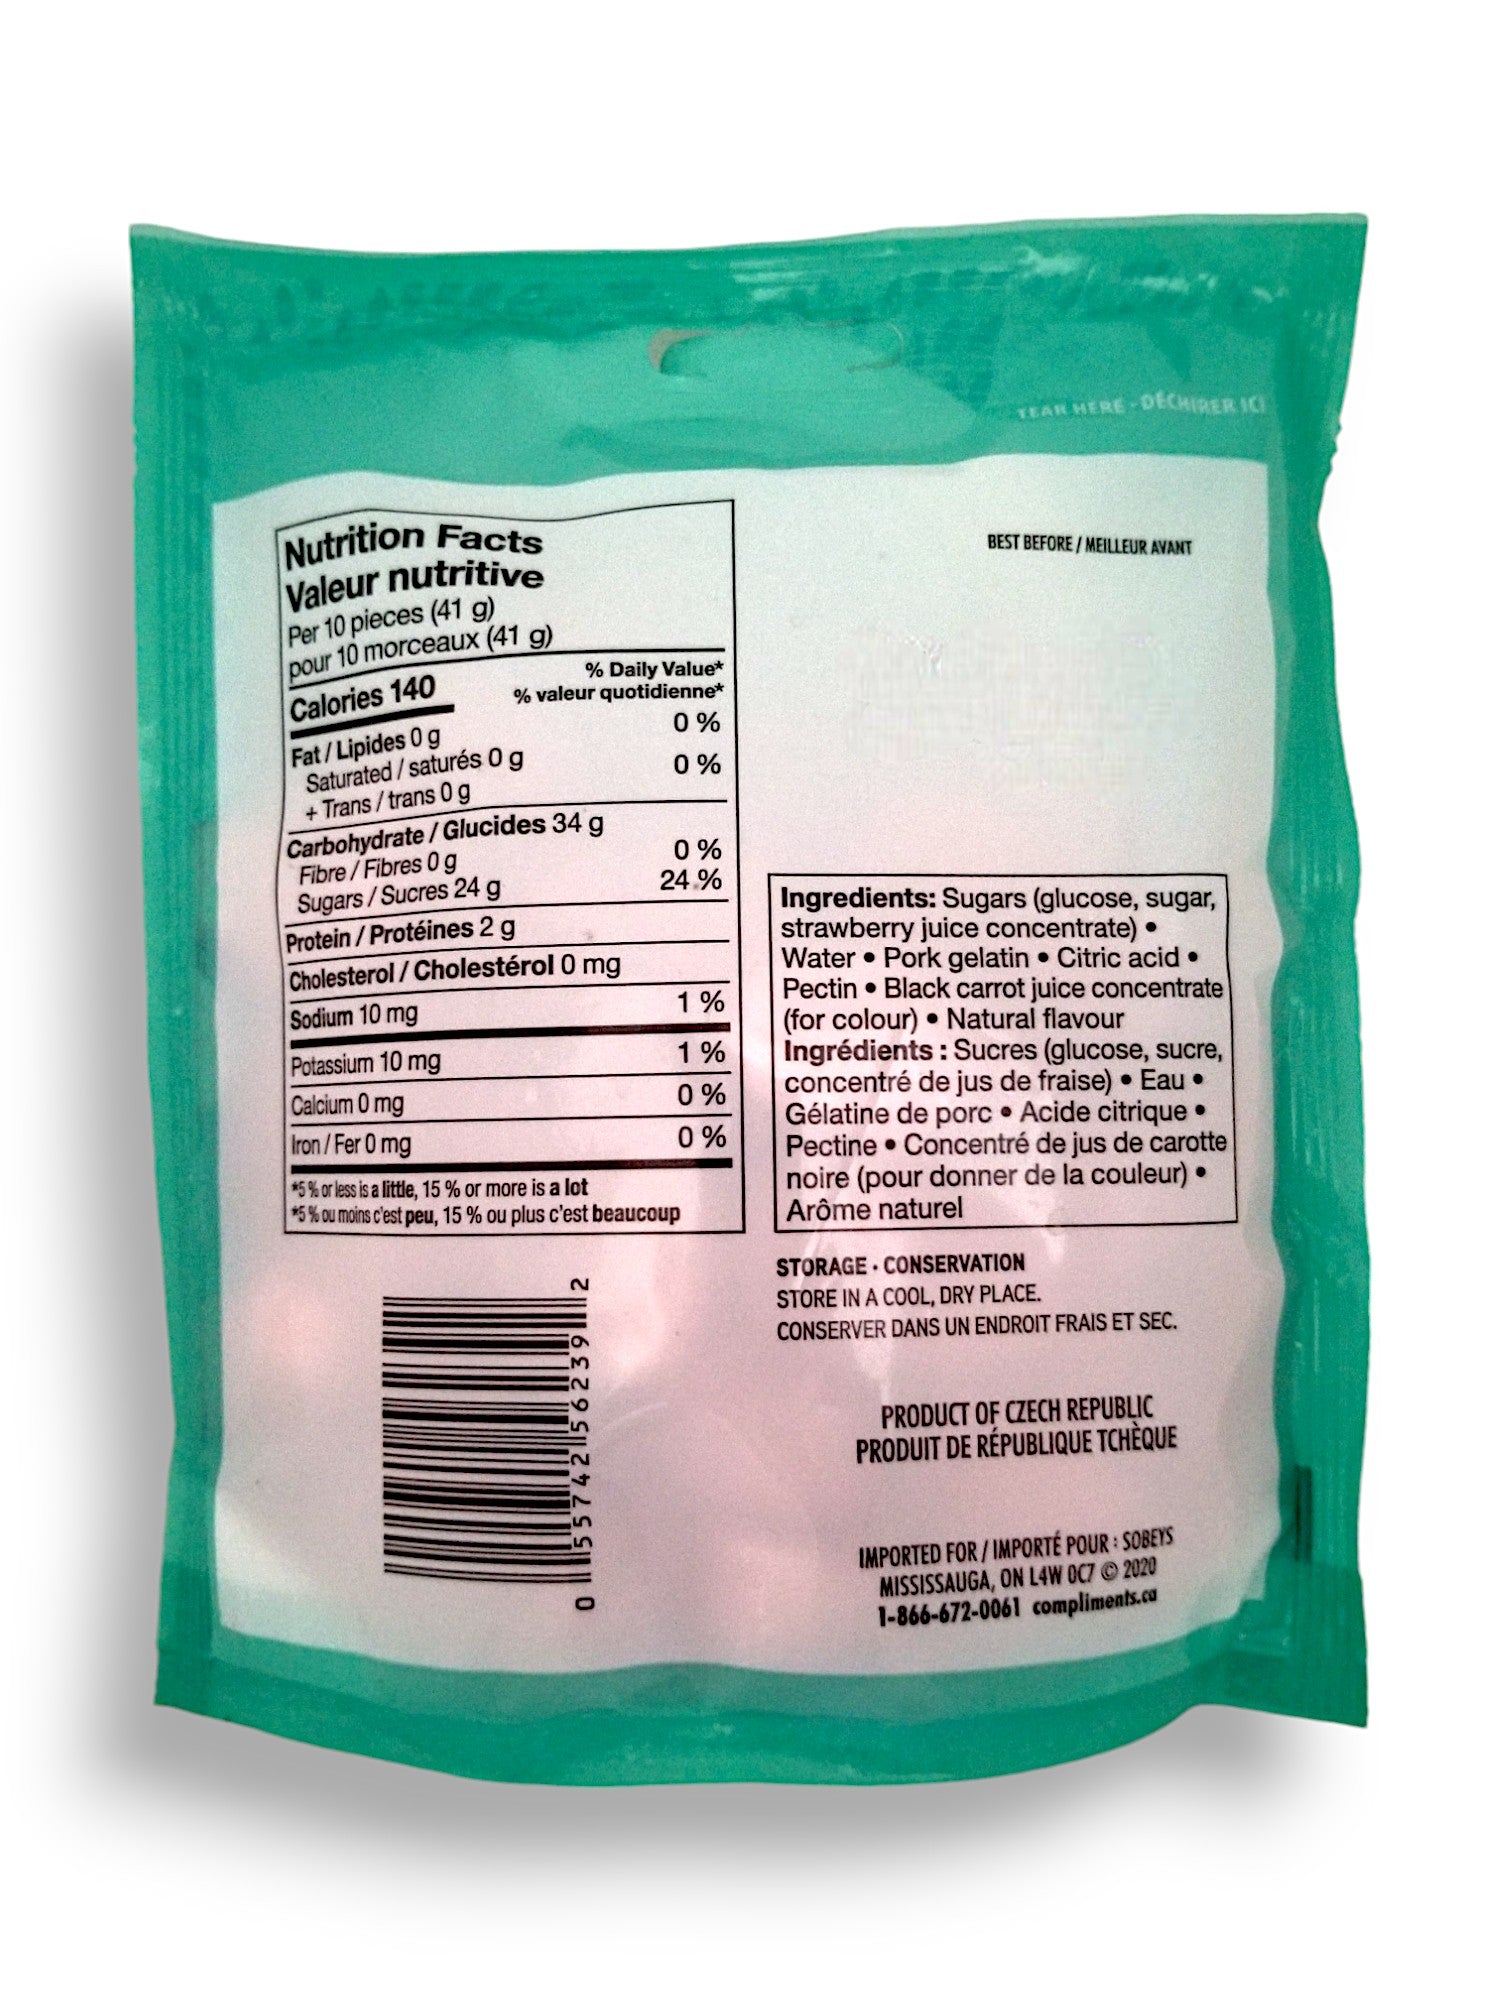 TEAR HERE - DÉCHIRER ICI
Nutrition Facts
Valeur nutritive
Per 10 pieces (41 g)
pour 10 morceaux (41 g)
Calories 140
% Daily Value*
% valeur quotidienne*
Fat / Lipides 0 g 0 %
Saturated / saturés 0 g 0 %
+ Trans / trans 0 g
Carbohydrate / Glucides 34 g
Fibre / Fibres 0 g 0 %
Sugars / Sucres 24 g 24 %
Protein / Protéines 2 g
Cholesterol / Cholestérol 0 mg
Sodium 10 mg 1 %
Potassium 10 mg 1 %
Calcium 0 mg 0 %
Iron / Fer 0 mg 0 %
*5 % or less is a little, 15 % or more is a lot
*5 % ou moins c'est peu, 15 % ou plus c'est beaucoup
0 55742 56239 2
BEST BEFORE / MEILLEUR AVANT
Ingredients: Sugars (glucose, sugar,
strawberry juice concentrate) •
Water • Pork gelatin • Citric acid •
Pectin • Black carrot juice concentrate
(for colour) • Natural flavour
Ingrédients : Sucres (glucose, sucre,
concentré de jus de fraise) • Eau •
Gélatine de porc • Acide citrique •
Pectine • Concentré de jus de carotte
noire (pour donner de la couleur) •
Arôme naturel
STORAGE • CONSERVATION
STORE IN A COOL, DRY PLACE.
CONSERVER DANS UN ENDROIT FRAIS ET SEC.
PRODUCT OF CZECH REPUBLIC
PRODUIT DE RÉPUBLIQUE TCHÈQUE
IMPORTED FOR / IMPORTÉ POUR : SOBEYS
MISSISSAUGA, ON L4W 0C7 © 2020
1-866-672-0061 compliments.ca